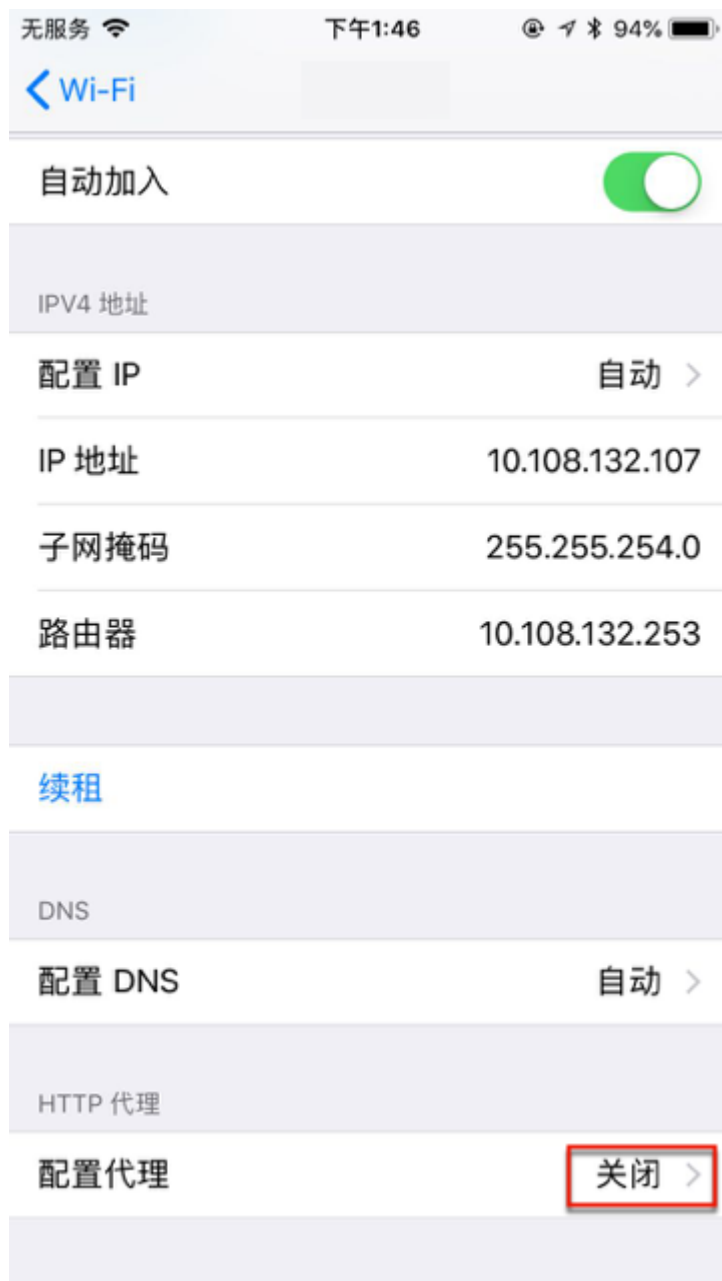 无服务 下午1:46 94%
Wi-Fi
自动加入
IPV4 地址
配置 IP 自动
IP 地址 10.108.132.107
子网掩码 255.255.254.0
路由器 10.108.132.253
续租
DNS
配置 DNS 自动
HTTP 代理
配置代理 关闭